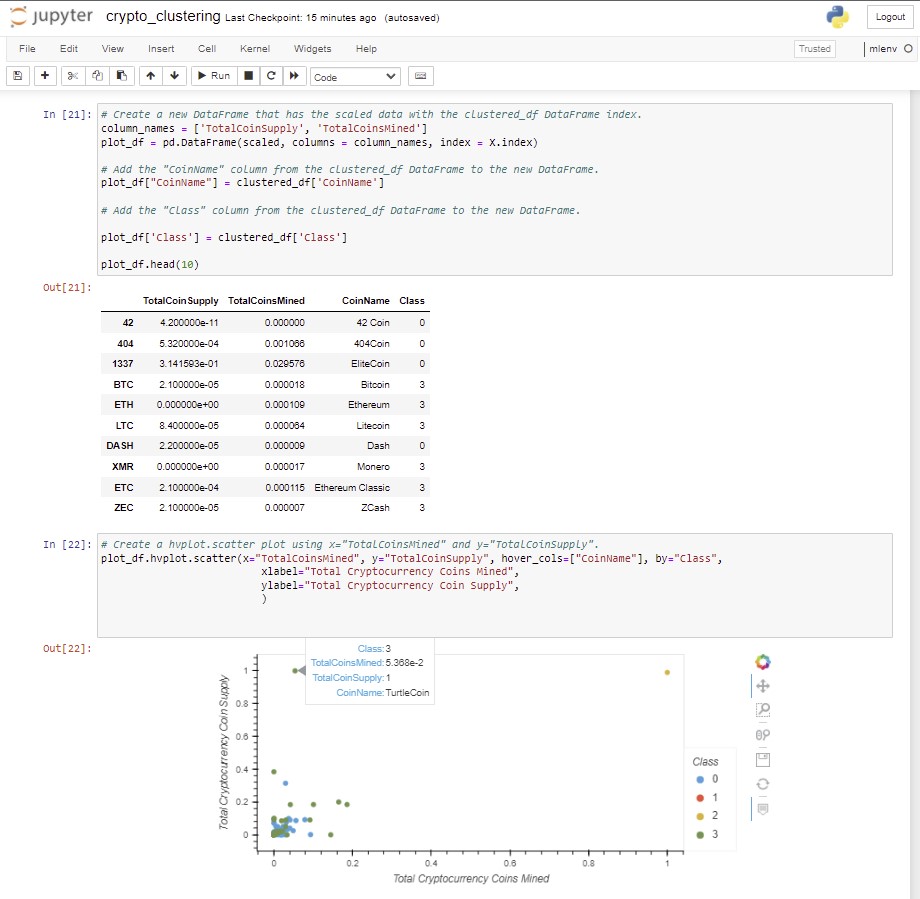 jupyter crypto_clustering Last Checkpoint: 15 minutes ago (autosaved)
Logout
File Edit View Insert Cell Kernel Widgets Help
Trusted mlenv
Run Code
In [21]: # Create a new DataFrame that has the scaled data with the clustered_df DataFrame index.
column_names = ['TotalCoinSupply', 'TotalCoinsMined']
plot_df = pd.DataFrame(scaled, columns = column_names, index = X.index)
# Add the "CoinName" column from the clustered_df DataFrame to the new DataFrame.
plot_df["CoinName"] = clustered_df['CoinName']
# Add the "Class" column from the clustered_df DataFrame to the new DataFrame.
plot_df['Class'] = clustered_df['Class']
plot_df.head(10)
Out[21]:
TotalCoinSupply TotalCoinsMined CoinName Class
42 4.200000e-11 0.000000 42 Coin 0
404 5.320000e-04 0.001066 404Coin 0
1337 3.141593e-01 0.029576 EliteCoin 0
BTC 2.100000e-05 0.000018 Bitcoin 3
ETH 0.000000e+00 0.000109 Ethereum 3
LTC 8.400000e-05 0.000064 Litecoin 3
DASH 2.200000e-05 0.000009 Dash 0
XMR 0.000000e+00 0.000017 Monero 3
ETC 2.100000e-04 0.000115 Ethereum Classic 3
ZEC 2.100000e-05 0.000007 ZCash 3
In [22]: # Create a hvplot.scatter plot using x="TotalCoinsMined" and y="TotalCoinSupply".
plot_df.hvplot.scatter(x="TotalCoinsMined", y="TotalCoinSupply", hover_cols=["CoinName"], by="Class",
xlabel="Total Cryptocurrency Coins Mined",
ylabel="Total Cryptocurrency Coin Supply",
)
Out[22]:
Class: 3
TotalCoinsMined: 5.368e-2
TotalCoinSupply: 1
CoinName: TurtleCoin
Total Cryptocurrency Coin Supply
1
0.8
0.6
0.4
0.2
0
0 0.2 0.4 0.6 0.8 1
Total Cryptocurrency Coins Mined
Class
0
1
2
3